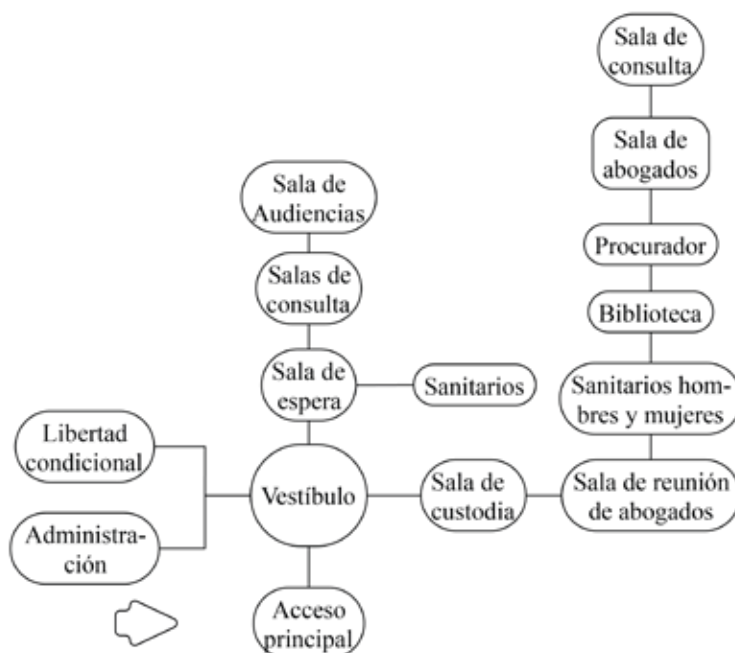 Sala de
consulta
Sala de
abogados
Procurador
Biblioteca
Sanitarios hom-
bres y mujeres
Sala de reunión
de abogados
Sala de
custodia
Sala de
Audiencias
Salas de
consulta
Sala de
espera
Sanitarios
Vestíbulo
Libertad
condicional
Administra-
ción
Acceso
principal